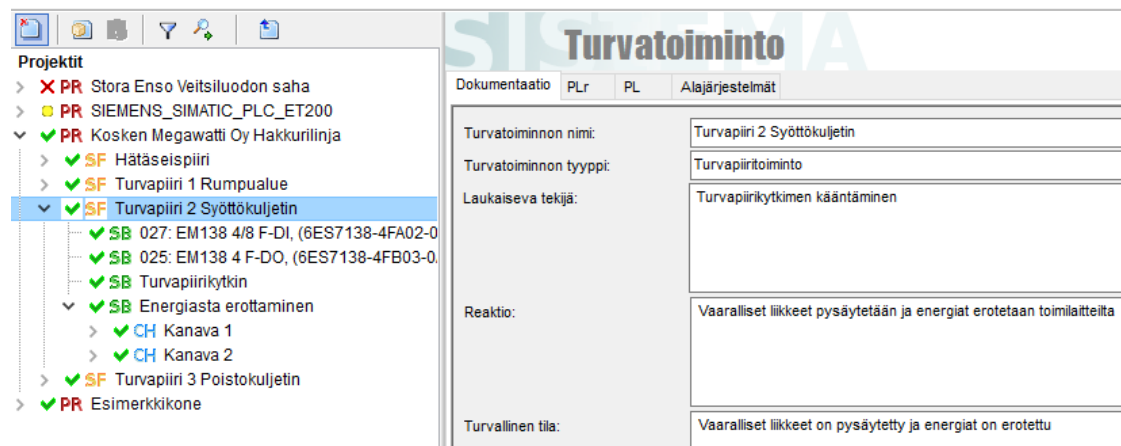 SISTEMA
Turvatoiminto
Projektit
PR Stora Enso Veitsiluodon saha
PR SIEMENS_SIMATIC_PLC_ET200
PR Kosken Megawatti Oy Hakkurilinja
SF Hätäseispiiri
SF Turvapiiri 1 Rumpualue
SF Turvapiiri 2 Syöttökuljetin
SB 027: EM138 4/8 F-DI, (6ES7138-4FA02-0
SB 025: EM138 4 F-DO, (6ES7138-4FB03-0
SB Turvapiirikytkin
SB Energiasta erottaminen
CH Kanava 1
CH Kanava 2
SF Turvapiiri 3 Poistokuljetin
PR Esimerkkikone
Dokumentaatio PLr PL Alajärjestelmät
Turvatoiminnon nimi: Turvapiiri 2 Syöttökuljetin
Turvatoiminnon tyyppi: Turvapiiritoiminto
Laukaiseva tekijä: Turvapiirikytkimen kääntäminen
Reaktio: Vaaralliset liikkeet pysäytetään ja energiat erotetaan toimilaitteilta
Turvallinen tila: Vaaralliset liikkeet on pysäytetty ja energiat on erotettu